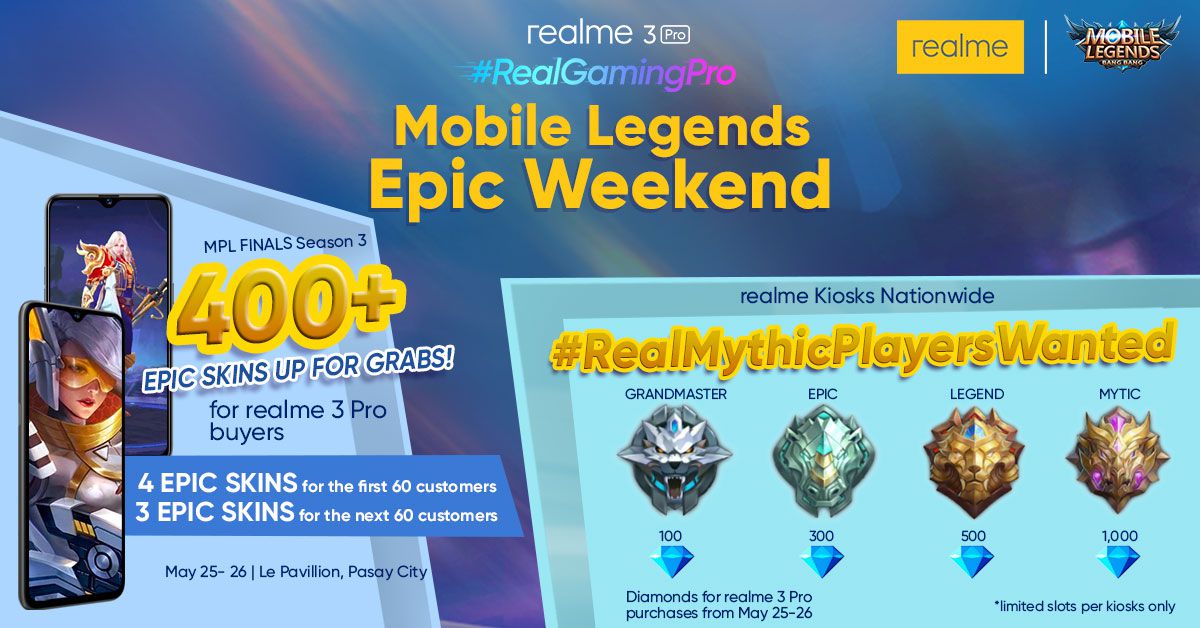 realme 3 Pro
#RealGamingPro
realme
MOBILE
LEGENDS
BANG BANG
Mobile Legends
Epic Weekend
MPL FINALS Season 3
400+
EPIC SKINS UP FOR GRABS!
for realme 3 Pro
buyers
4 EPIC SKINS for the first 60 customers
3 EPIC SKINS for the next 60 customers
May 25- 26 | Le Pavillion, Pasay City
realme Kiosks Nationwide
#RealMythicPlayersWanted
GRANDMASTER EPIC LEGEND MYTIC
100 300 500 1,000
Diamonds for realme 3 Pro
purchases from May 25-26
*limited slots per kiosks only